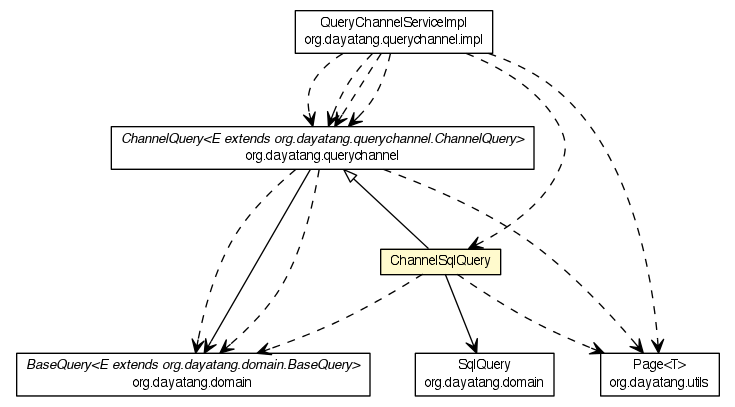 QueryChannelServiceImpl
org.dayatang.querychannel.impl
ChannelQuery<E extends org.dayatang.querychannel.ChannelQuery>
org.dayatang.querychannel
ChannelSqlQuery
BaseQuery<E extends org.dayatang.domain.BaseQuery>
org.dayatang.domain
SqlQuery
org.dayatang.domain
Page<T>
org.dayatang.utils